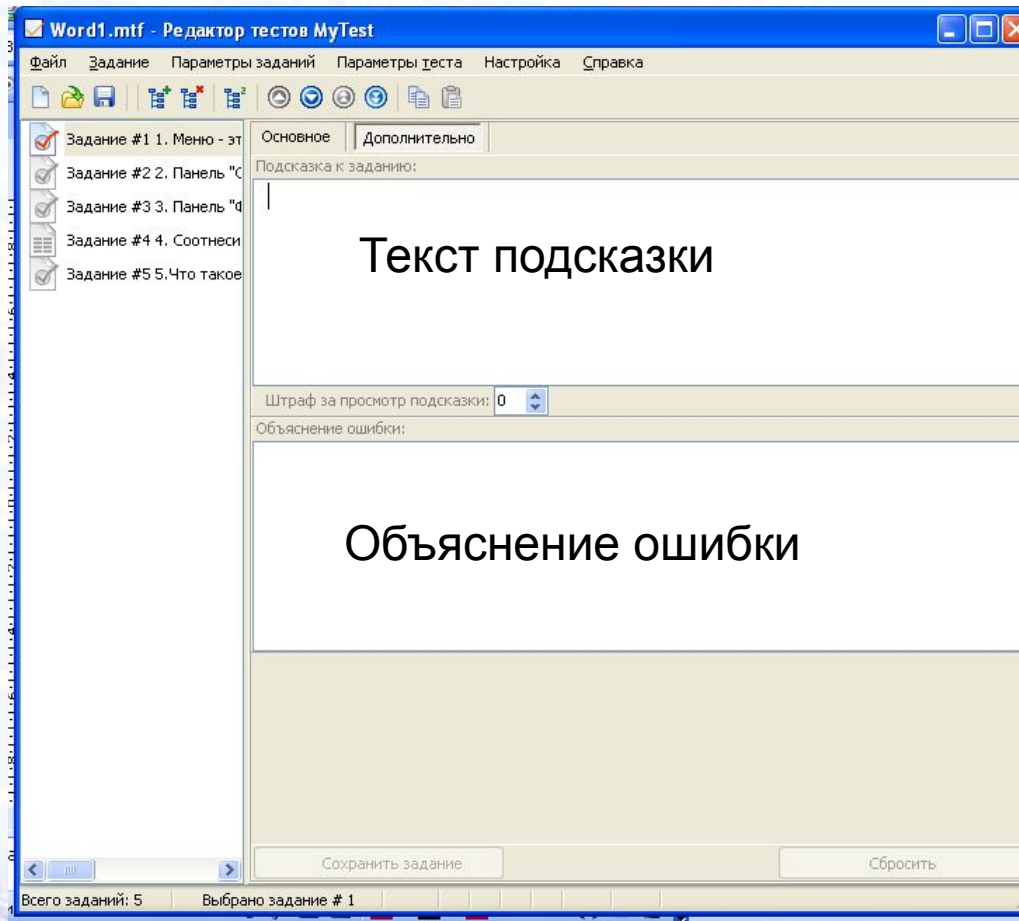 Word1.mtf - Редактор тестов MyTest
Файл Задание Параметры заданий Параметры теста Настройка Справка
Задание #1 1. Меню - эт
Задание #2 2. Панель "С
Задание #3 3. Панель "Ф
Задание #4 4. Соотнеси
Задание #5 5.Что такое
Основное Дополнительно
Подсказка к заданию:
Текст подсказки
Штраф за просмотр подсказки: 0
Объяснение ошибки:
Объяснение ошибки
Сохранить задание Сбросить
Всего заданий: 5 Выбрано задание # 1